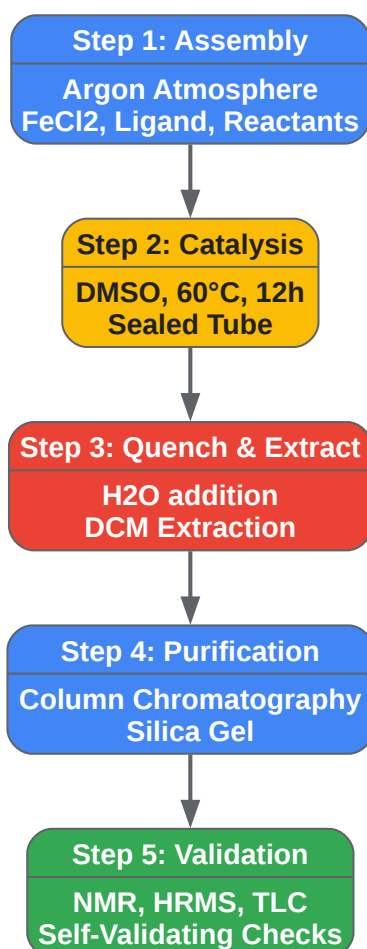 Step 1: Assembly
Argon Atmosphere
FeCl2, Ligand, Reactants
Step 2: Catalysis
DMSO, 60°C, 12h
Sealed Tube
Step 3: Quench & Extract
H2O addition
DCM Extraction
Step 4: Purification
Column Chromatography
Silica Gel
Step 5: Validation
NMR, HRMS, TLC
Self-Validating Checks